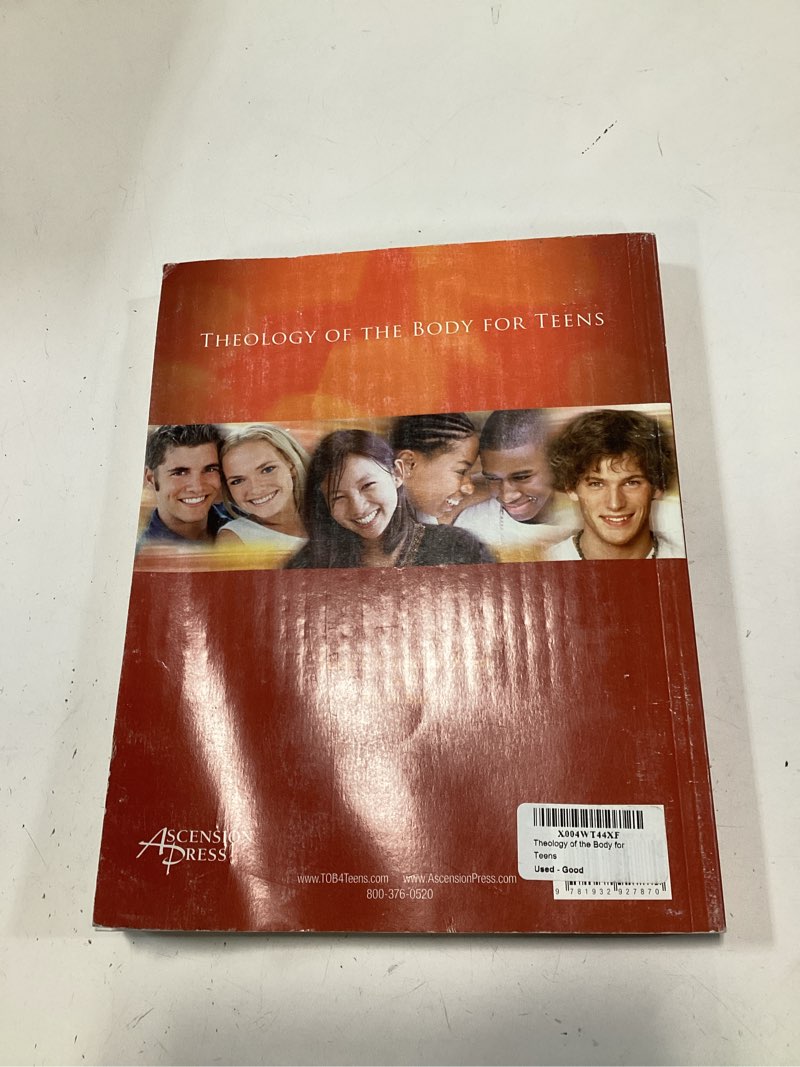 THEOLOGY OF THE BODY FOR TEENS
ASCENSION
PRESS
www.TOB4Teens.com www.AscensionPress.com
800-376-0520
X004WT44XF
Theology of the Body for
Teens
Used - Good
9 781932 927870